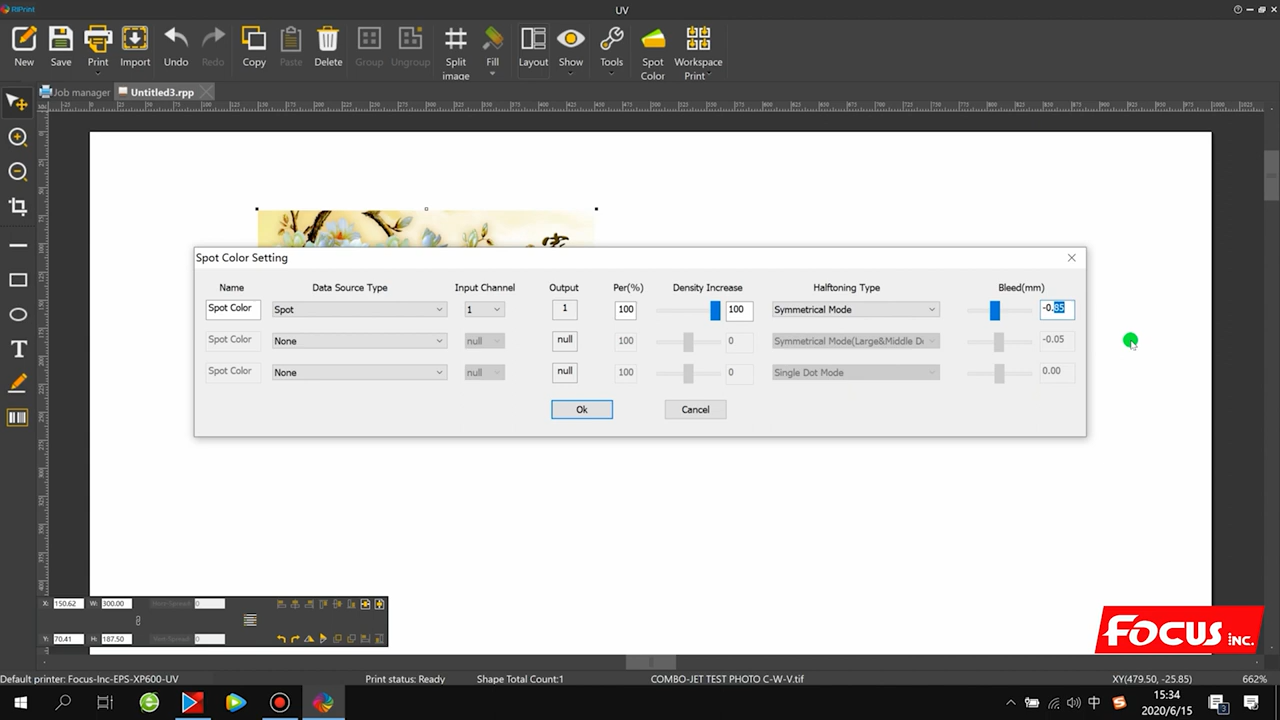 RIPrint
UV
New
Save
Print
Import
Undo
Redo
Copy
Paste
Delete
Group
Ungroup
Split image
Fill
Layout
Show
Tools
Spot Color
Workspace Print
Job manager
Untitled3.rpp
Spot Color Setting
Name
Data Source Type
Input Channel
Output
Per(%)
Density Increase
Halftoning Type
Bleed(mm)
Spot Color
Spot
1
1
100
100
Symmetrical Mode
-0.85
Spot Color
None
null
null
100
0
Symmetrical Mode(Large&Middle D
-0.05
Spot Color
None
null
null
100
0
Single Dot Mode
0.00
Ok
Cancel
X: 150.62 W: 300.00 0
Y: 70.41 H: 187.50 0
FOCUS INC.
Default printer: Focus-Inc-EPS-XP600-UV
Print status: Ready
Shape Total Count:1
COMBO-JET TEST PHOTO C-W-V.tif
XY(479.50, -25.85)
662%
中
15:34
2020/6/15
3